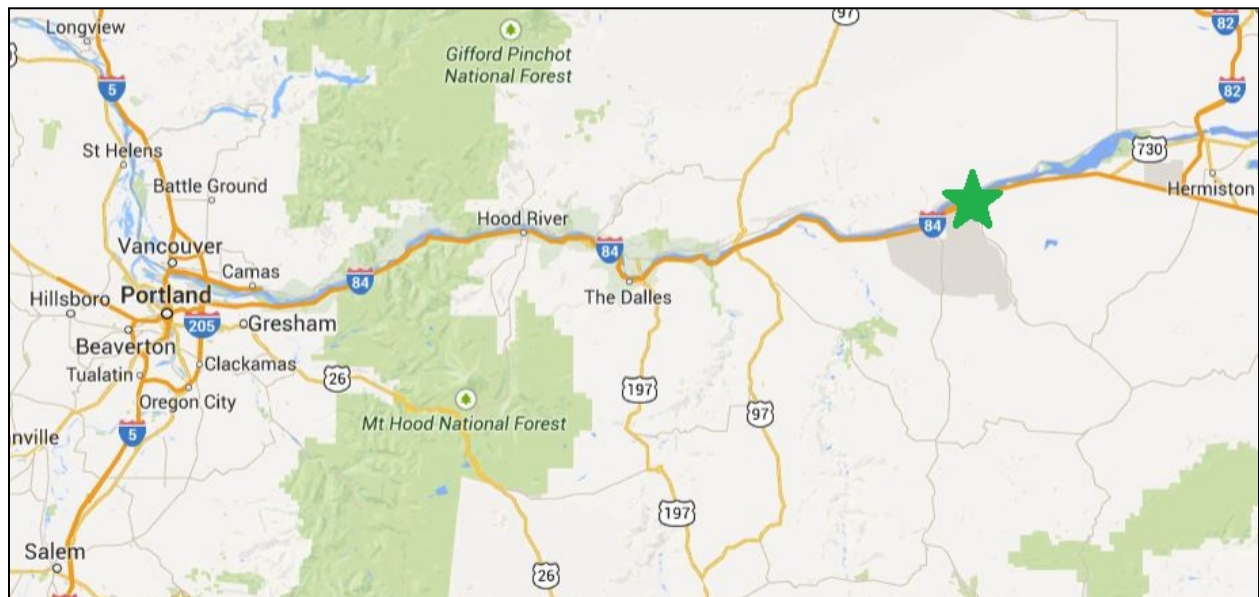 Longview
97
82
Gifford Pinchot
National Forest
5
82
St Helens
730
Battle Ground
Hermiston
Hood River
84
Vancouver
84
Camas
84
The Dalles
Hillsboro
Portland
205
Gresham
Beaverton
Clackamas
Tualatin
26
197
Oregon City
97
Mt Hood National Forest
nville
5
197
Salem
26